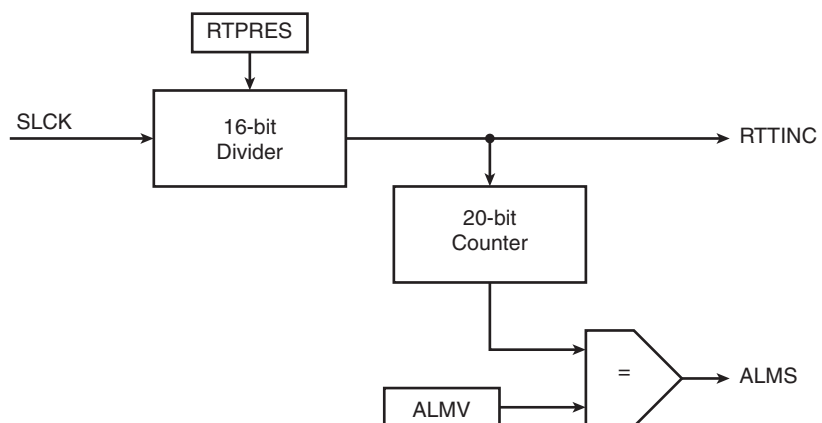 RTPRES
SLCK
16-bit
Divider
RTTINC
20-bit
Counter
=
ALMS
ALMV